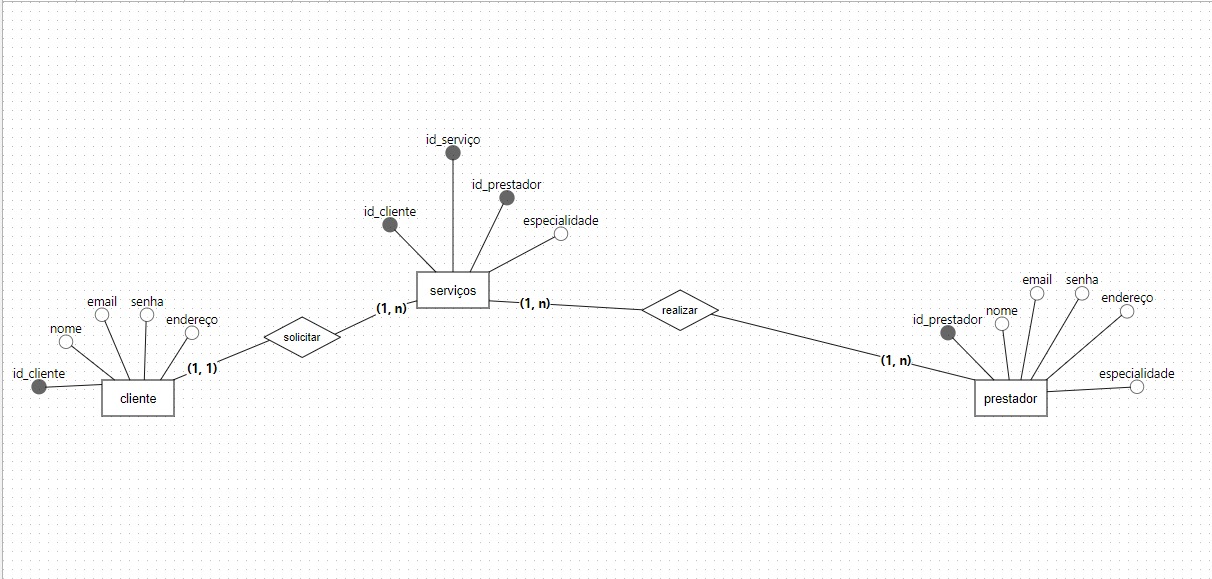 id_serviço
id_prestador
id_cliente
especialidade
serviços
(1, n)
(1, n)
solicitar
realizar
email
senha
nome
endereço
(1, 1)
id_cliente
cliente
email
senha
endereço
nome
id_prestador
(1, n)
especialidade
prestador